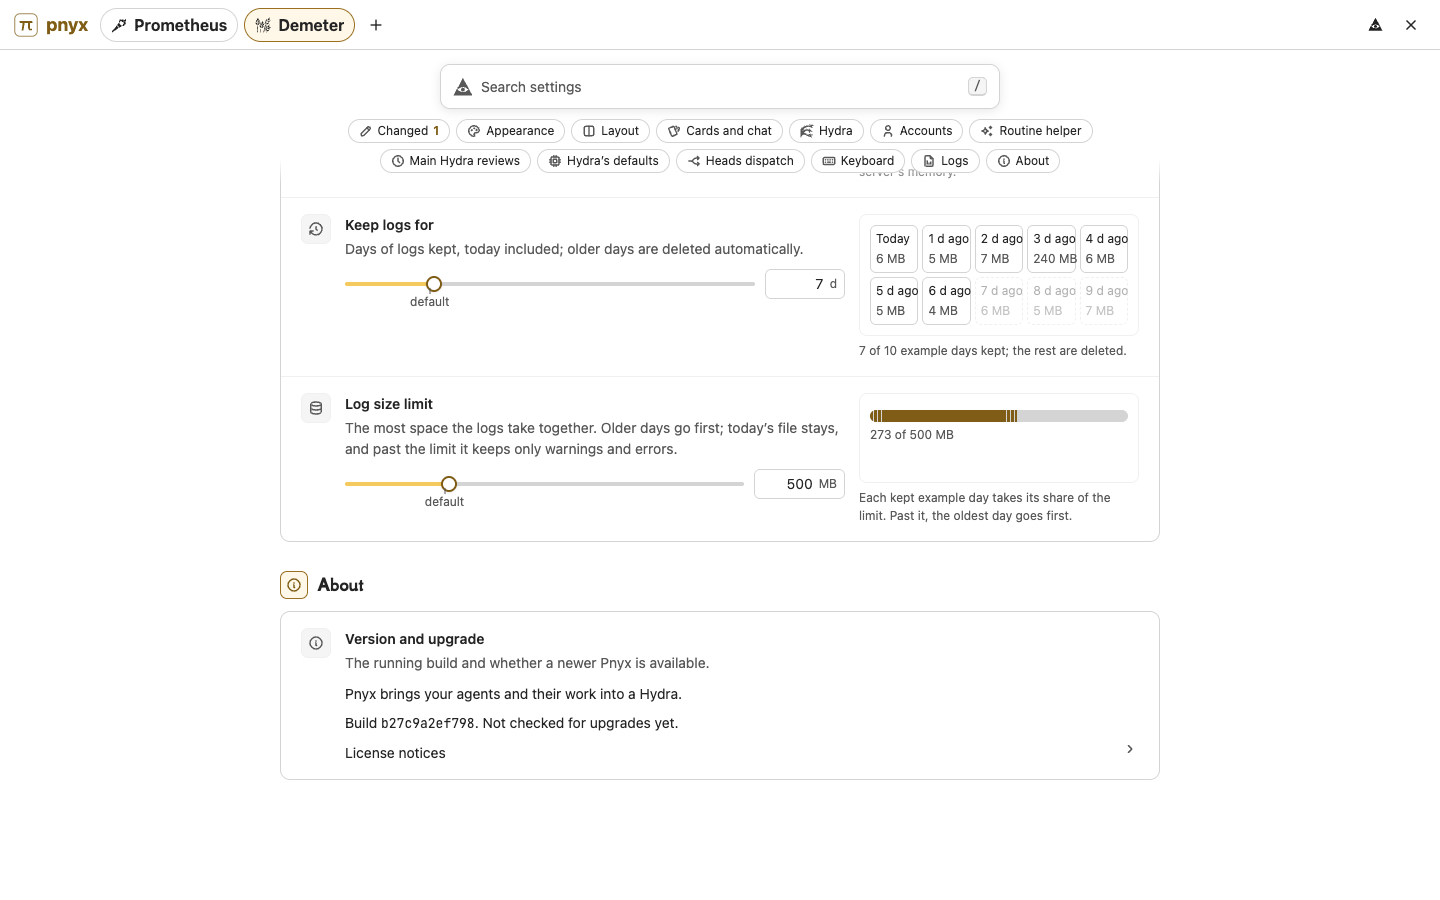 π pnyx Prometheus Demeter +
Search settings /
Changed 1 Appearance Layout Cards and chat Hydra Accounts Routine helper
Main Hydra reviews Hydra's defaults Heads dispatch Keyboard Logs About
server's memory.
Keep logs for
Days of logs kept, today included; older days are deleted automatically.
7 d
default
Today 1 d ago 2 d ago 3 d ago 4 d ago
6 MB 5 MB 7 MB 240 MB 6 MB
5 d ago 6 d ago 7 d ago 8 d ago 9 d ago
5 MB 4 MB 6 MB 5 MB 7 MB
7 of 10 example days kept; the rest are deleted.
Log size limit
The most space the logs take together. Older days go first; today's file stays,
and past the limit it keeps only warnings and errors.
500 MB
default
273 of 500 MB
Each kept example day takes its share of the
limit. Past it, the oldest day goes first.
About
Version and upgrade
The running build and whether a newer Pnyx is available.
Pnyx brings your agents and their work into a Hydra.
Build b27c9a2ef798. Not checked for upgrades yet.
License notices